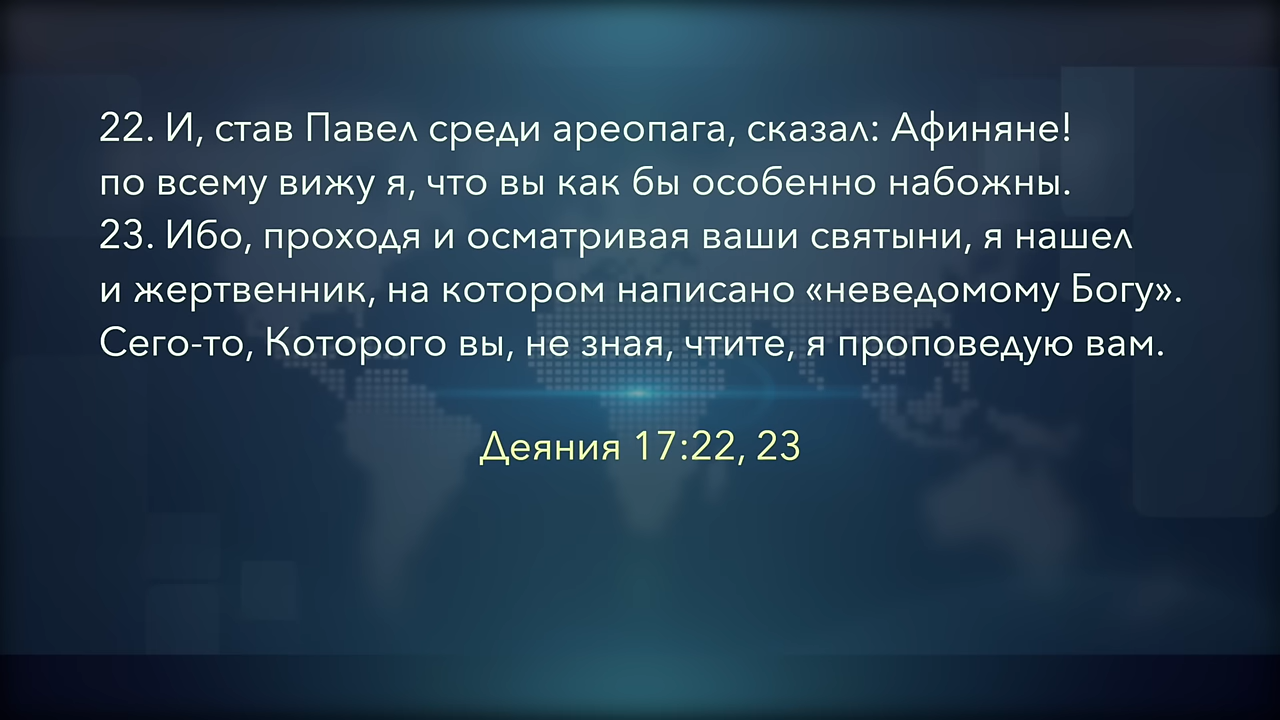 22. И, став Павел среди ареопага, сказал: Афиняне!
по всему вижу я, что вы как бы особенно набожны.
23. Ибо, проходя и осматривая ваши святыни, я нашел
и жертвенник, на котором написано «неведомому Богу».
Сего-то, Которого вы, не зная, чтите, я проповедую вам.
Деяния 17:22, 23